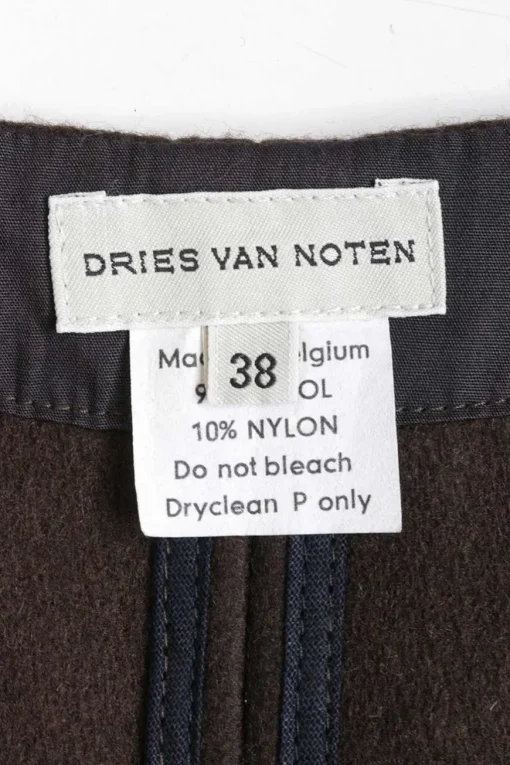 DRIES VAN NOTEN
38
10% NYLON
Do not bleach
Dryclean P only